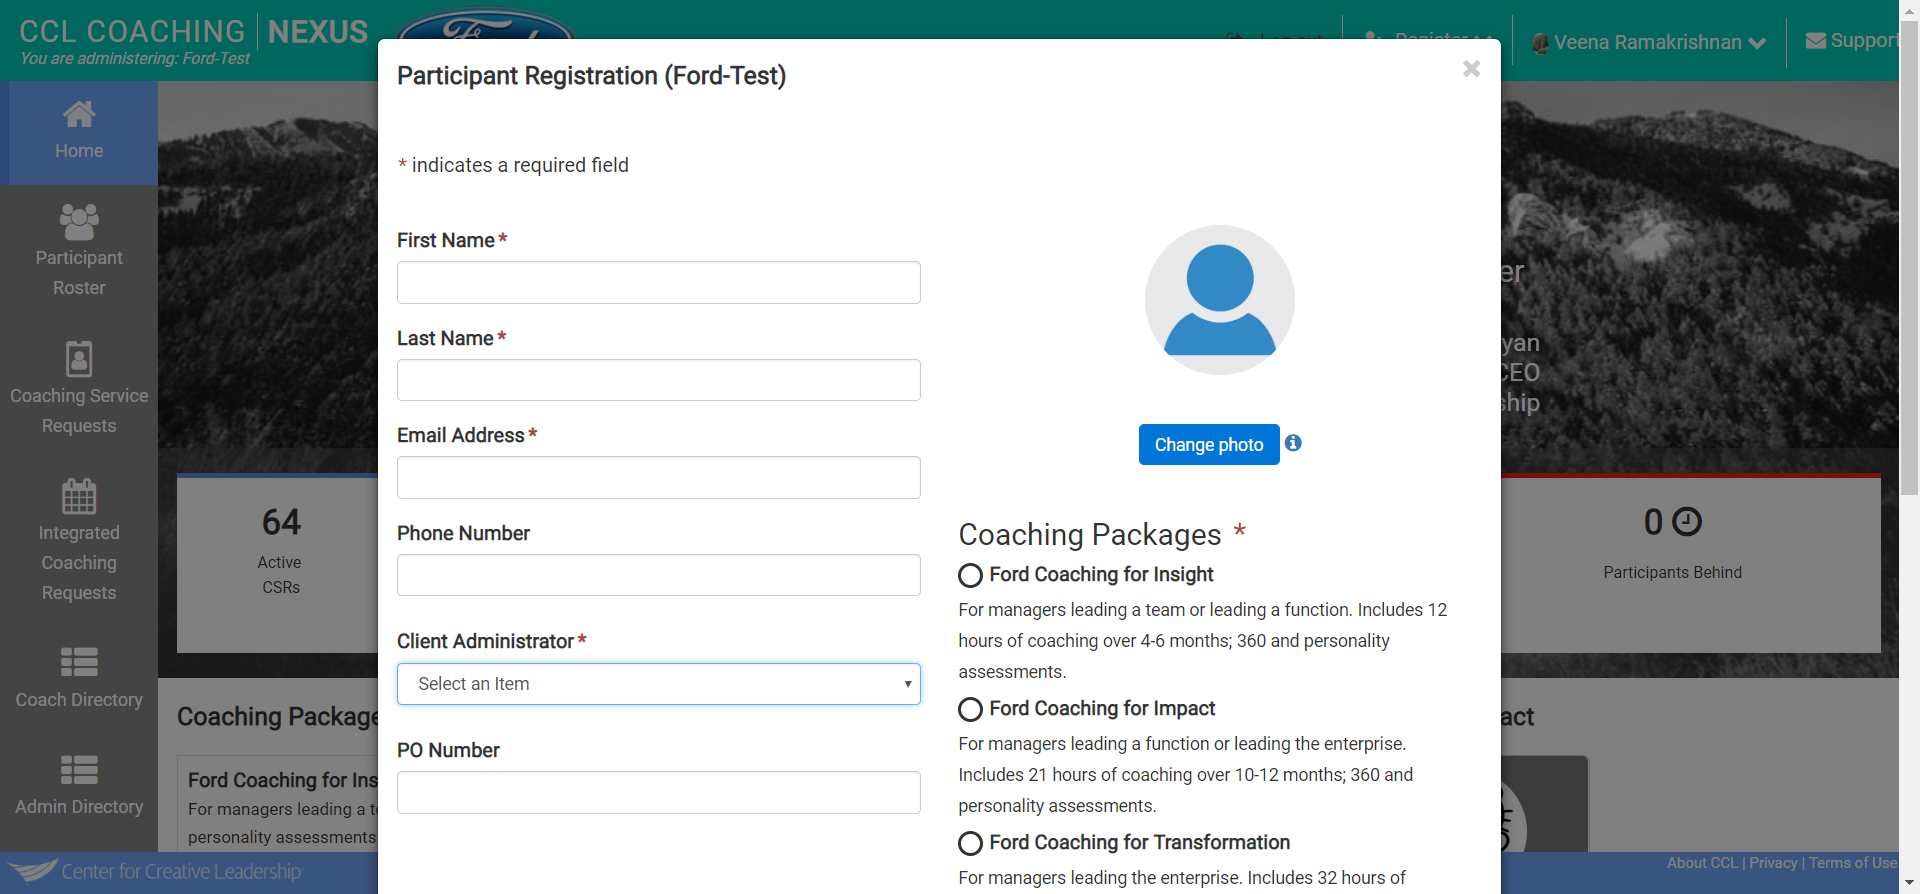 CCL COACHING NEXUS
You are administering: Ford-Test
Ford
Log out
Register
Veena Ramakrishnan
Support
Home
Participant
Roster
Coaching Service
Requests
Integrated
Coaching
Requests
Coach Directory
Admin Directory
Participant Registration (Ford-Test)
* indicates a required field
First Name *
Last Name *
Email Address *
Phone Number
Client Administrator *
Select an Item
PO Number
Change photo
Coaching Packages *
Ford Coaching for Insight
For managers leading a team or leading a function. Includes 12
hours of coaching over 4-6 months; 360 and personality
assessments.
Ford Coaching for Impact
For managers leading a function or leading the enterprise.
Includes 21 hours of coaching over 10-12 months; 360 and
personality assessments.
Ford Coaching for Transformation
For managers leading the enterprise. Includes 32 hours of
er
yan
CEO
ship
64
Active
CSRs
0
Participants Behind
Coaching Package
Ford Coaching for Ins
For managers leading a t
personality assessments
act
Center for Creative Leadership
About CCL | Privacy | Terms of Use